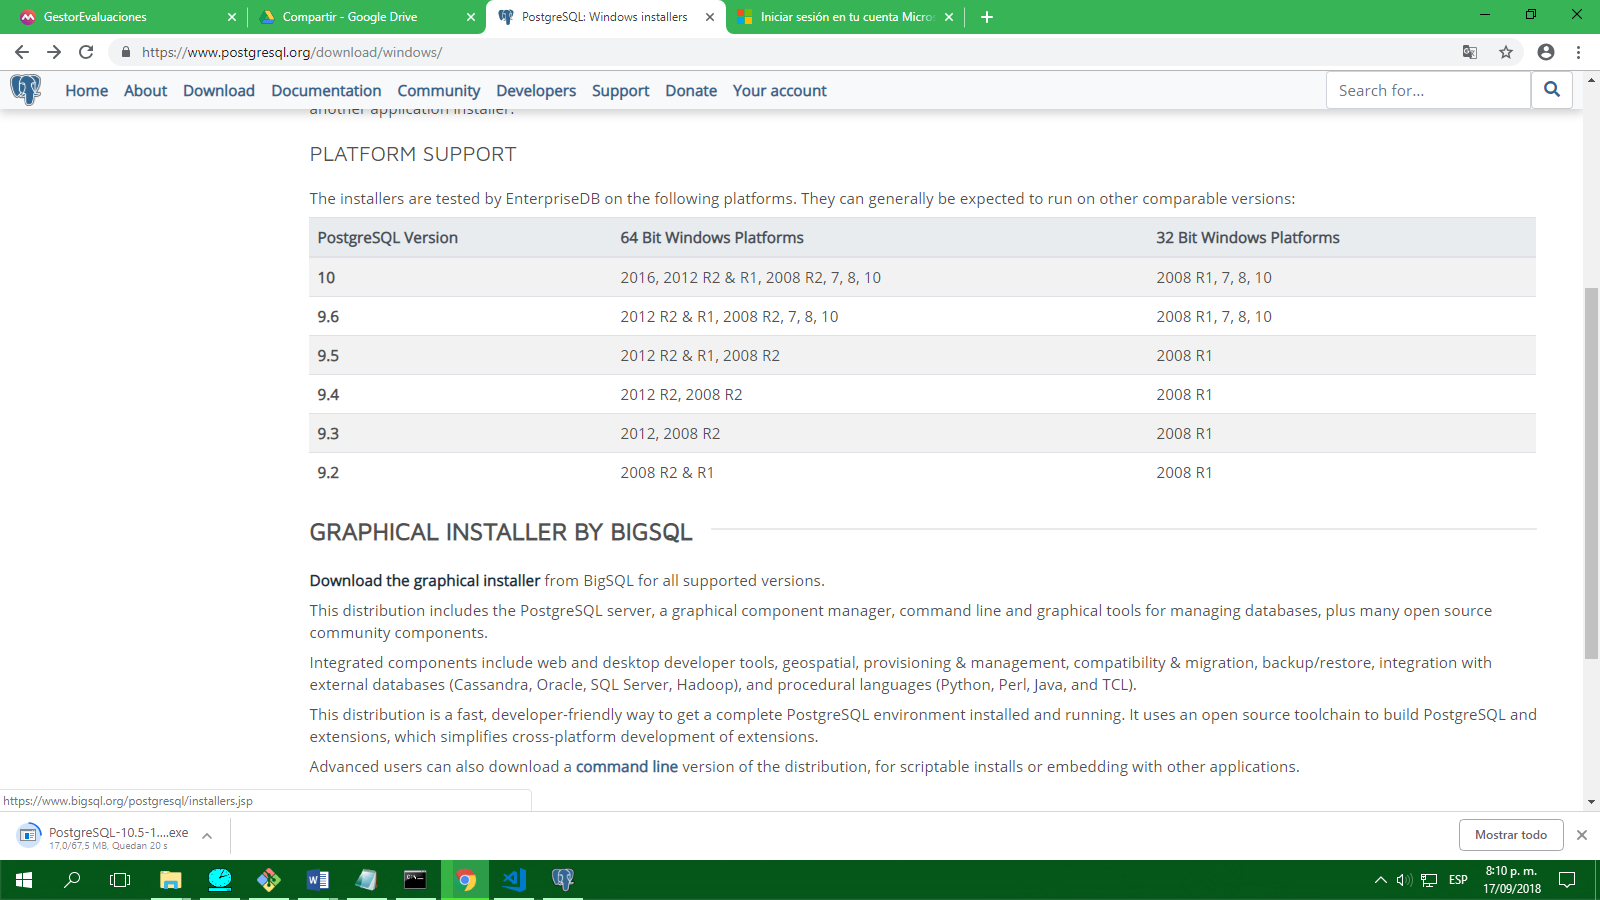 GestorEvaluaciones
Compartir - Google Drive
PostgreSQL: Windows installers
Iniciar sesión en tu cuenta Micro
https://www.postgresql.org/download/windows/
Home About Download Documentation Community Developers Support Donate Your account
Search for...
another application installer.
PLATFORM SUPPORT
The installers are tested by EnterpriseDB on the following platforms. They can generally be expected to run on other comparable versions:
PostgreSQL Version 64 Bit Windows Platforms 32 Bit Windows Platforms
10 2016, 2012 R2 & R1, 2008 R2, 7, 8, 10 2008 R1, 7, 8, 10
9.6 2012 R2 & R1, 2008 R2, 7, 8, 10 2008 R1, 7, 8, 10
9.5 2012 R2 & R1, 2008 R2 2008 R1
9.4 2012 R2, 2008 R2 2008 R1
9.3 2012, 2008 R2 2008 R1
9.2 2008 R2 & R1 2008 R1
GRAPHICAL INSTALLER BY BIGSQL
Download the graphical installer from BigSQL for all supported versions.
This distribution includes the PostgreSQL server, a graphical component manager, command line and graphical tools for managing databases, plus many open source
community components.
Integrated components include web and desktop developer tools, geospatial, provisioning & management, compatibility & migration, backup/restore, integration with
external databases (Cassandra, Oracle, SQL Server, Hadoop), and procedural languages (Python, Perl, Java, and TCL).
This distribution is a fast, developer-friendly way to get a complete PostgreSQL environment installed and running. It uses an open source toolchain to build PostgreSQL and
extensions, which simplifies cross-platform development of extensions.
Advanced users can also download a command line version of the distribution, for scriptable installs or embedding with other applications.
https://www.bigsql.org/postgresql/installers.jsp
PostgreSQL-10.5-1....exe
17,0/67,5 MB, Quedan 20 s
Mostrar todo
ESP
8:10 p. m.
17/09/2018